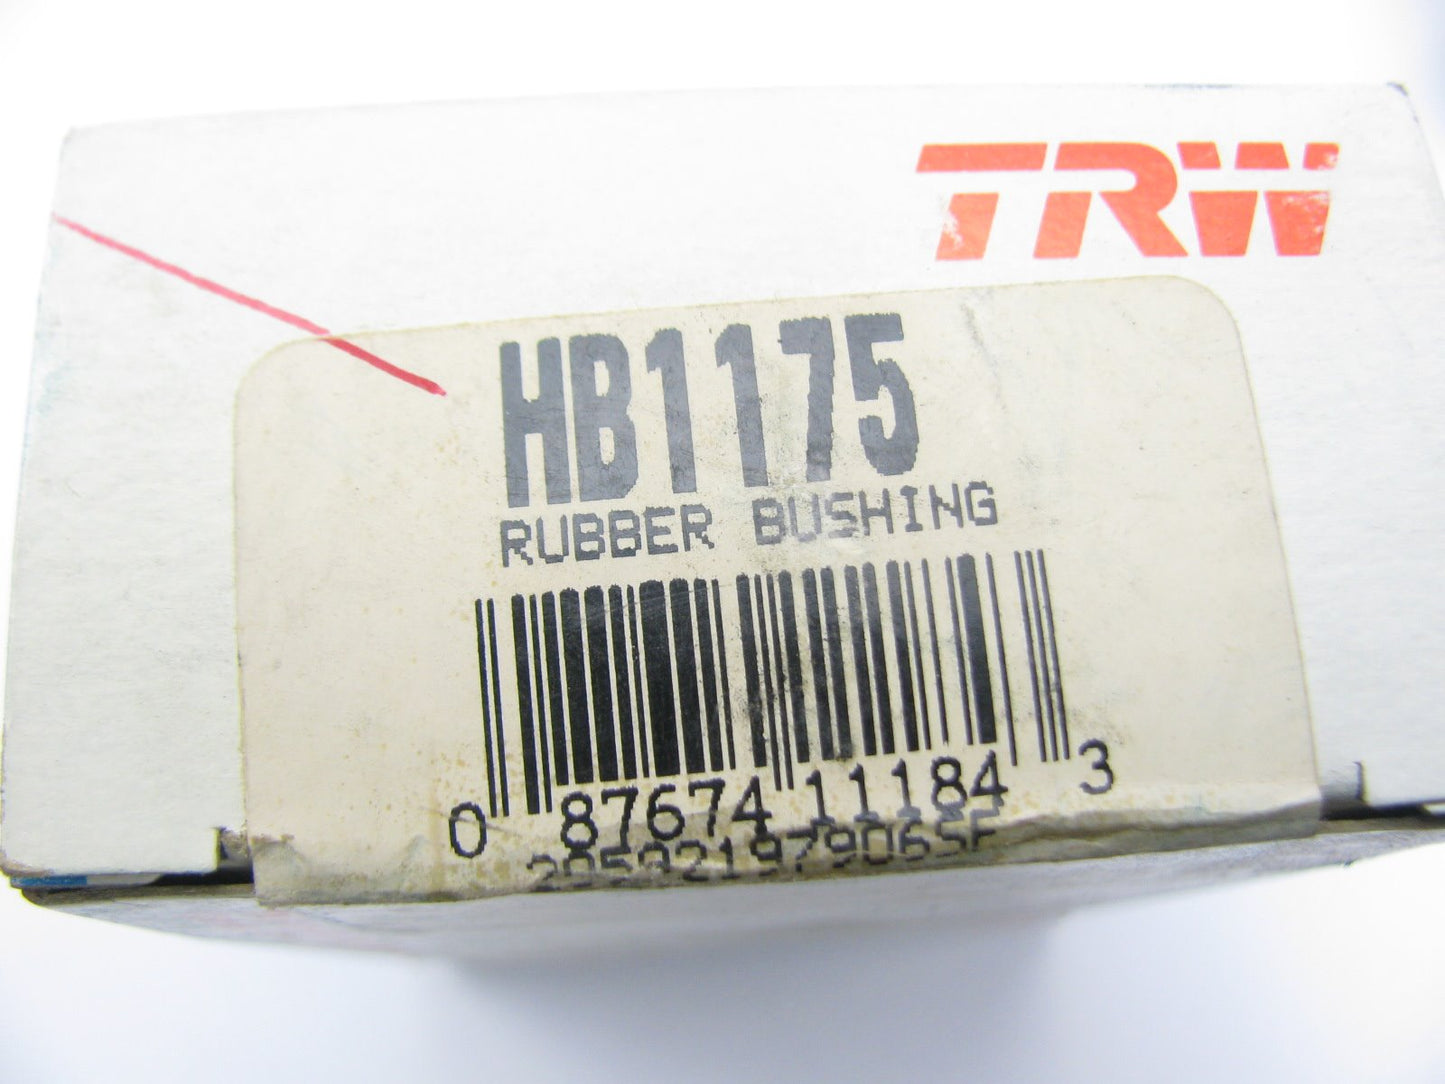 TRW
HB1175
RUBBER BUSHING
0 87674 11184 3